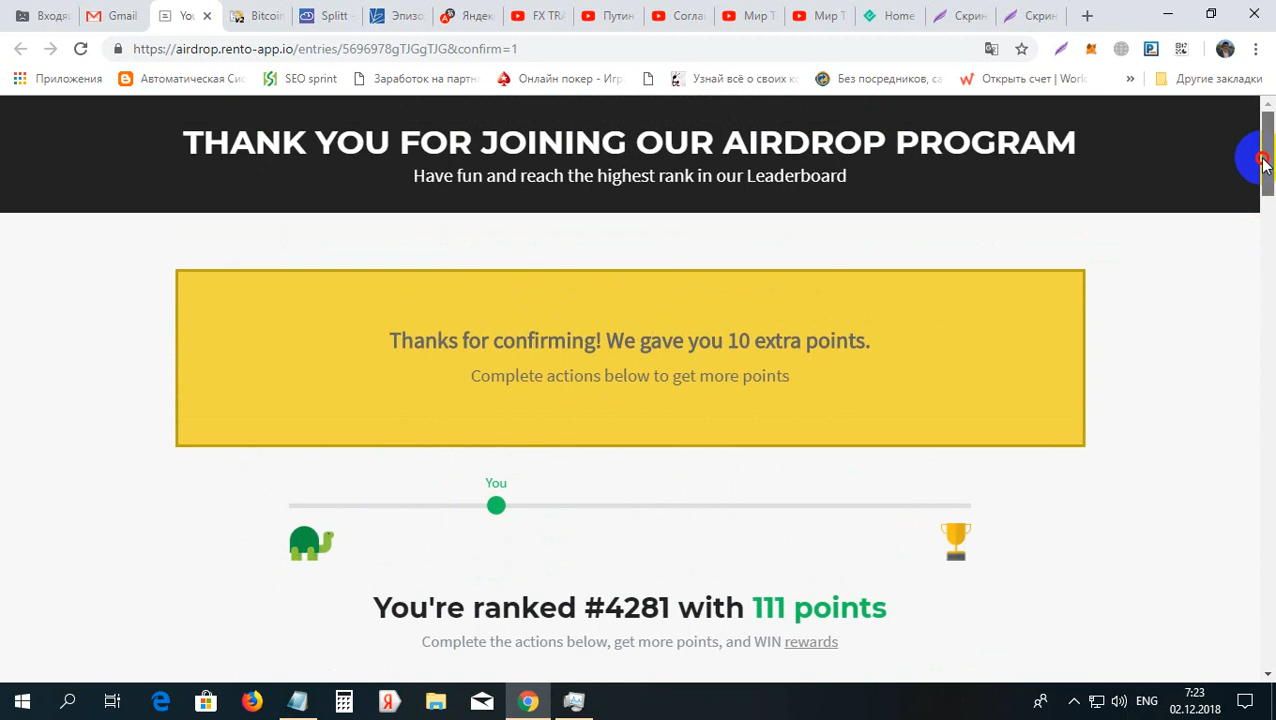 Входя
Gmail
You
Bitcoin
Splitt -
Эпизо
Яндек
FX TRA
Путин
Согла
Мир Т
Мир Т
Home
Скрин
Скрин
https://airdrop.rento-app.io/entries/5696978gTJGgTJG&confirm=1
Приложения
Автоматическая Сис
SEO sprint
Заработок на партн
Онлайн покер - Игр
Узнай всё о своих к
Без посредников, са
Открыть счет | World
»
Другие закладки
THANK YOU FOR JOINING OUR AIRDROP PROGRAM
Have fun and reach the highest rank in our Leaderboard
Thanks for confirming! We gave you 10 extra points.
Complete actions below to get more points
You
You're ranked #4281 with 111 points
Complete the actions below, get more points, and WIN rewards
ENG
7:23
02.12.2018